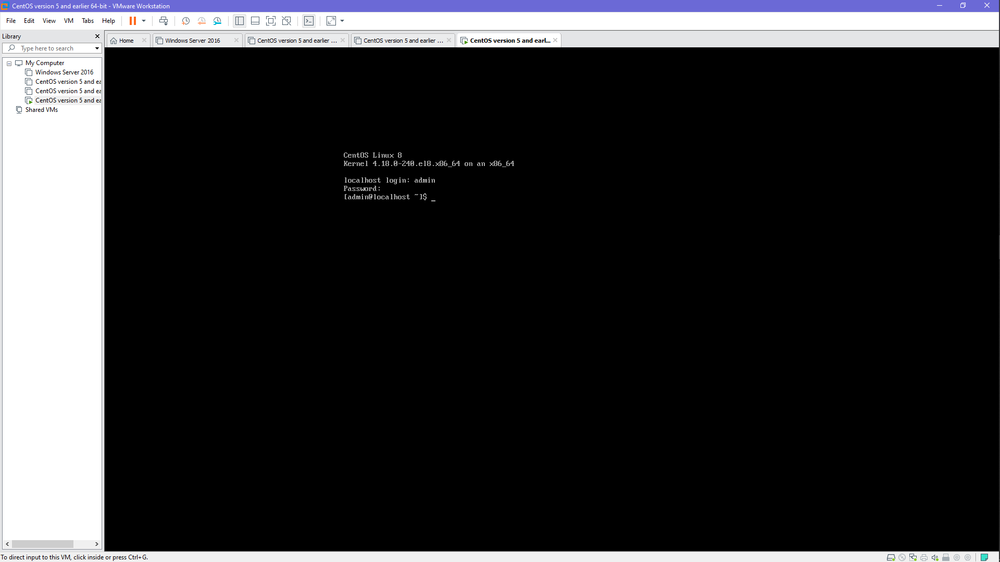 CentOS version 5 and earlier 64-bit - VMware Workstation
File Edit View VM Tabs Help
Library
Type here to search
My Computer
Windows Server 2016
CentOS version 5 and ea
CentOS version 5 and ea
CentOS version 5 and ea
Shared VMs
Home Windows Server 2016 CentOS version 5 and earlier ... CentOS version 5 and earlier ... CentOS version 5 and earl...
CentOS Linux 8
Kernel 4.18.0-240.el8.x86_64 on an x86_64
localhost login: admin
Password:
[admin@localhost ~]$ _
To direct input to this VM, click inside or press Ctrl+G.